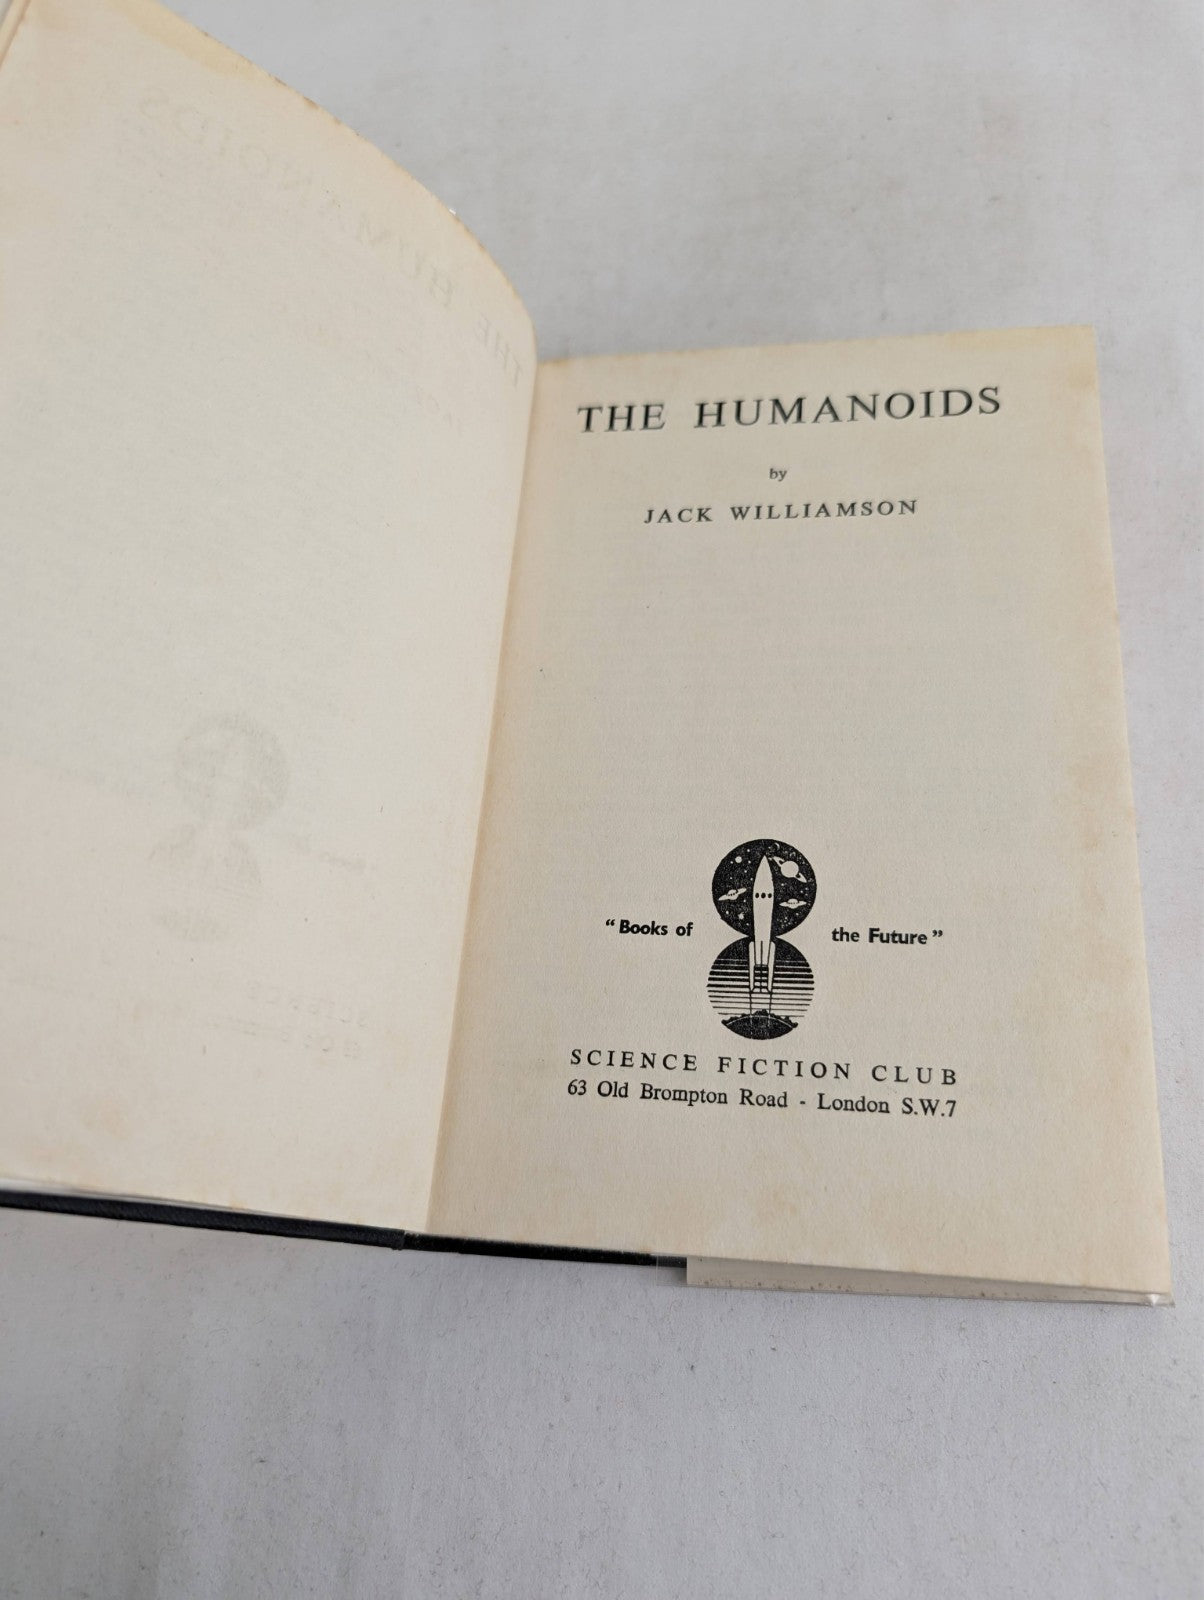 THE HUMANOIDS
by
JACK WILLIAMSON
“Books of the Future”
SCIENCE FICTION CLUB
63 Old Brompton Road - London S.W.7